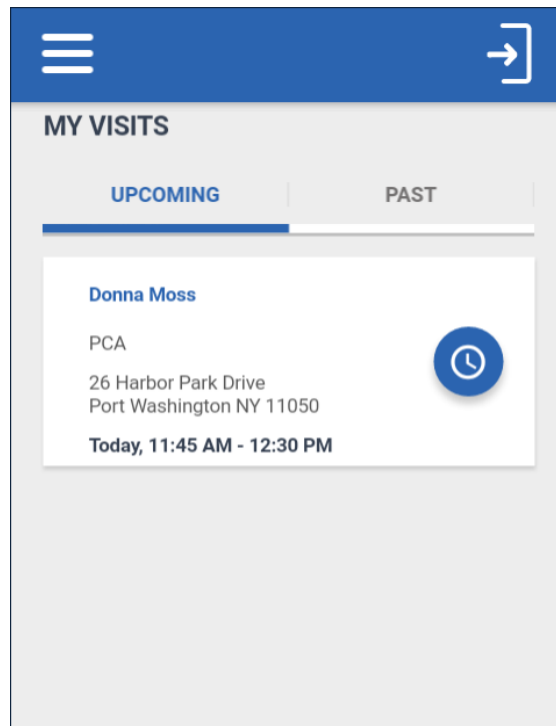 MY VISITS
UPCOMING
PAST
Donna Moss
PCA
26 Harbor Park Drive
Port Washington NY 11050
Today, 11:45 AM - 12:30 PM